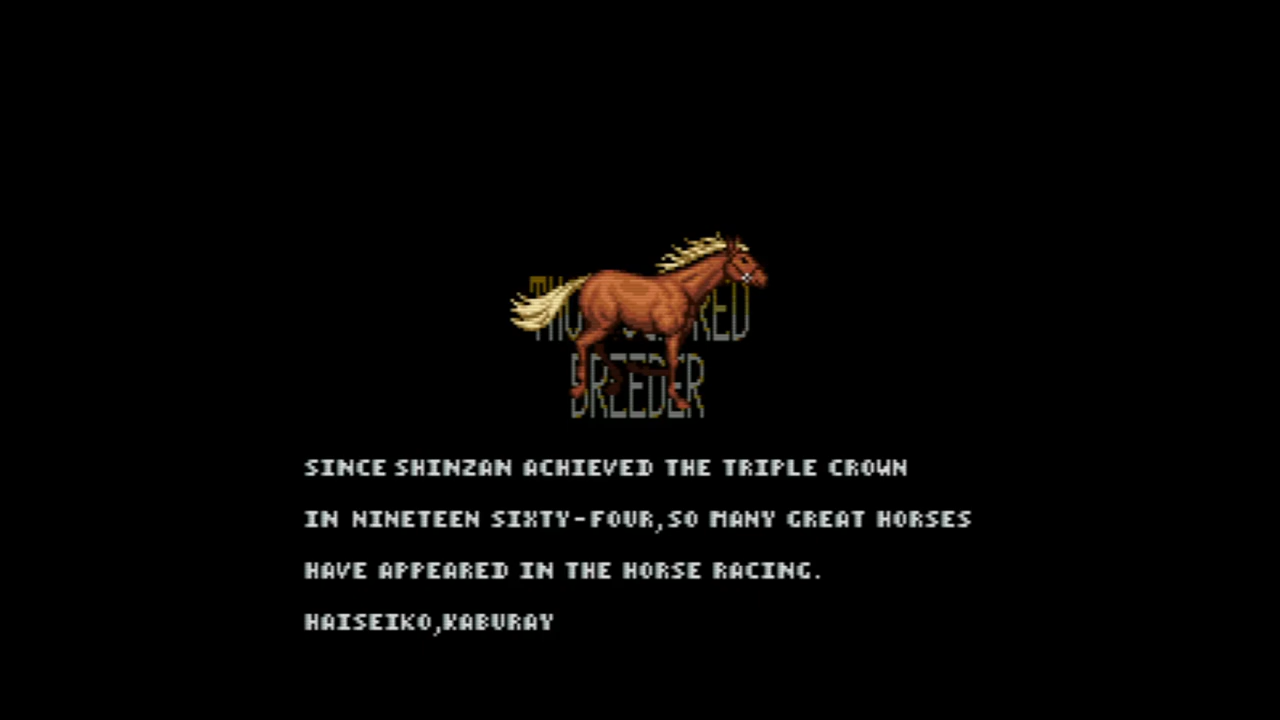 BREEDER
SINCE SHINZAN ACHIEVED THE TRIPLE CROWN
IN NINETEEN SIXTY-FOUR,SO MANY GREAT HORSES
HAVE APPEARED IN THE HORSE RACING.
HAISEIKO,KABURAY